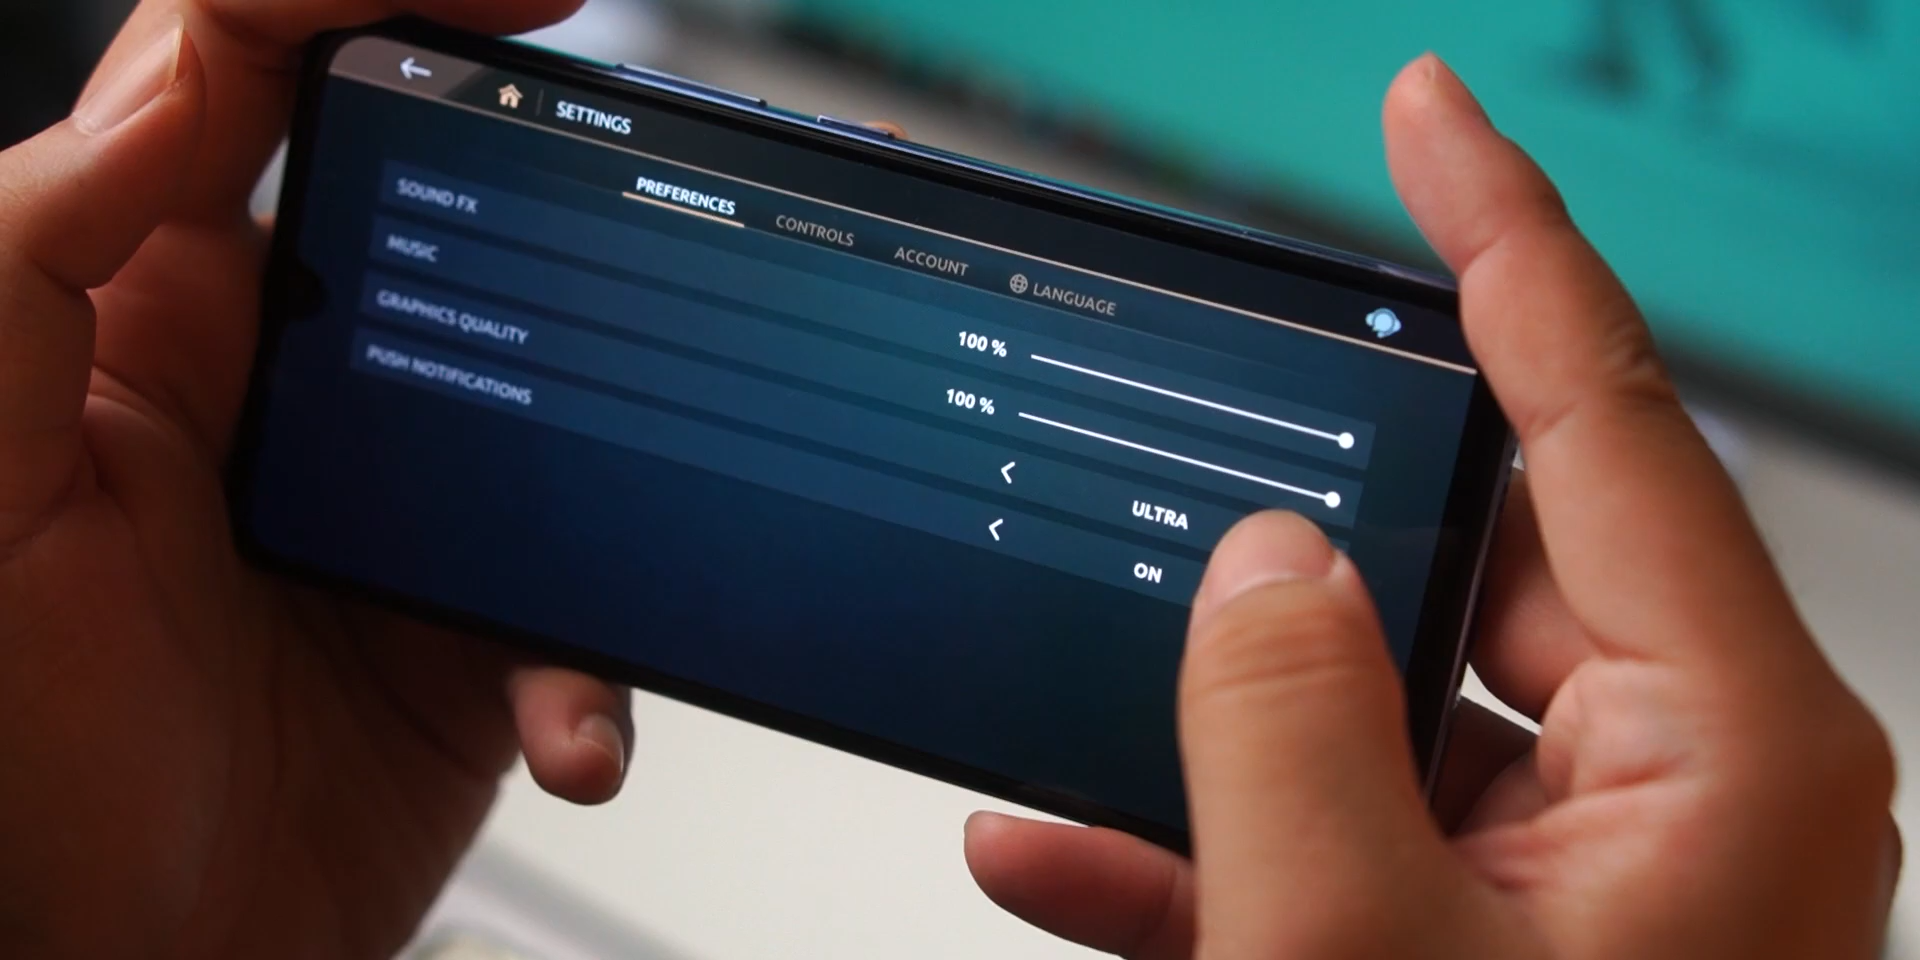 SETTINGS
PREFERENCES
CONTROLS
ACCOUNT
LANGUAGE
SOUND FX
100 %
MUSIC
100 %
GRAPHICS QUALITY
ULTRA
PUSH NOTIFICATIONS
ON